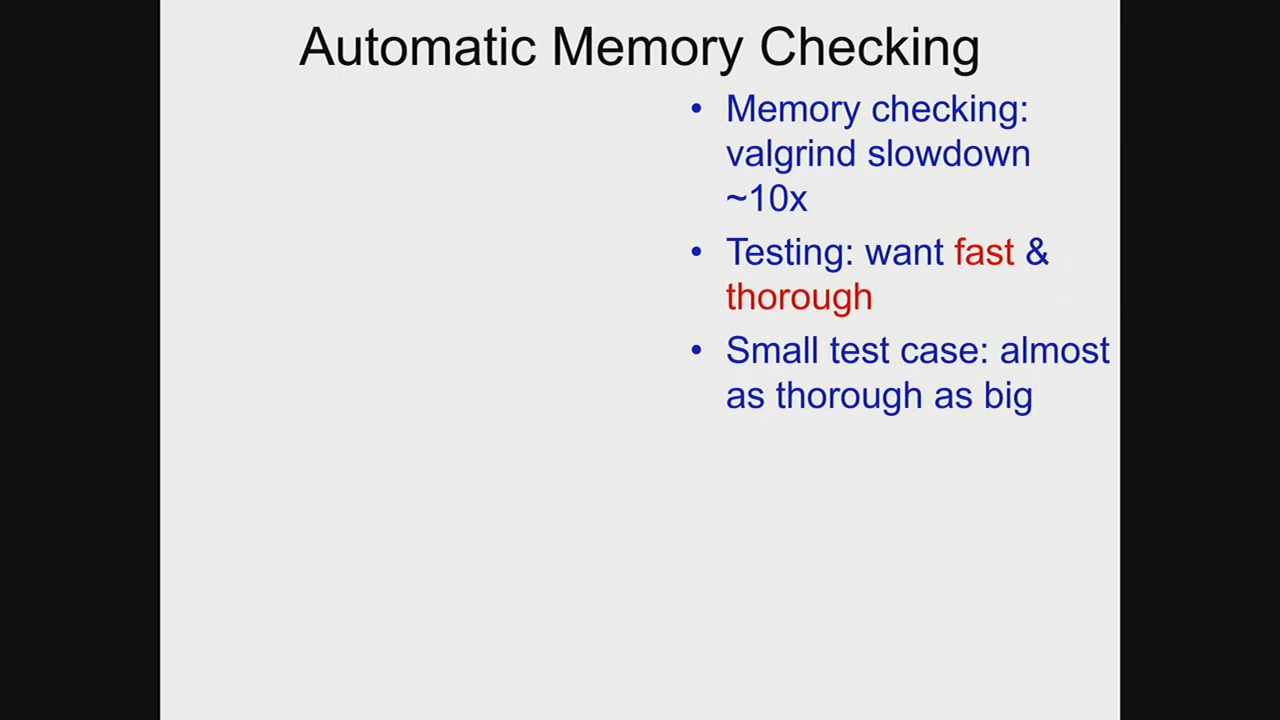 Automatic Memory Checking
• Memory checking:
valgrind slowdown
~10x
• Testing: want fast &
thorough
• Small test case: almost
as thorough as big